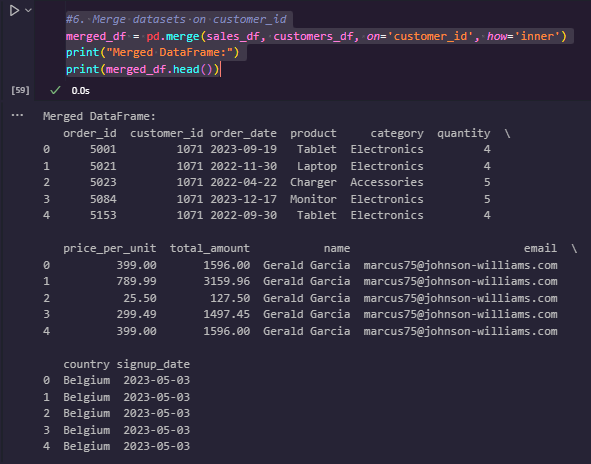 #6. Merge datasets on customer_id
merged_df = pd.merge(sales_df, customers_df, on='customer_id', how='inner')
print("Merged DataFrame:")
print(merged_df.head())
[59]
0.0s
...
Merged DataFrame:
   order_id  customer_id order_date  product     category  quantity  \
0      5001         1071 2023-09-19   Tablet  Electronics         4
1      5021         1071 2022-11-30   Laptop  Electronics         4
2      5023         1071 2022-04-22  Charger  Accessories         5
3      5084         1071 2023-12-17  Monitor  Electronics         5
4      5153         1071 2022-09-30   Tablet  Electronics         4
   price_per_unit  total_amount           name                         email  \
0          399.00       1596.00  Gerald Garcia  marcus75@johnson-williams.com
1          789.99       3159.96  Gerald Garcia  marcus75@johnson-williams.com
2           25.50        127.50  Gerald Garcia  marcus75@johnson-williams.com
3          299.49       1497.45  Gerald Garcia  marcus75@johnson-williams.com
4          399.00       1596.00  Gerald Garcia  marcus75@johnson-williams.com
   country signup_date
0  Belgium  2023-05-03
1  Belgium  2023-05-03
2  Belgium  2023-05-03
3  Belgium  2023-05-03
4  Belgium  2023-05-03